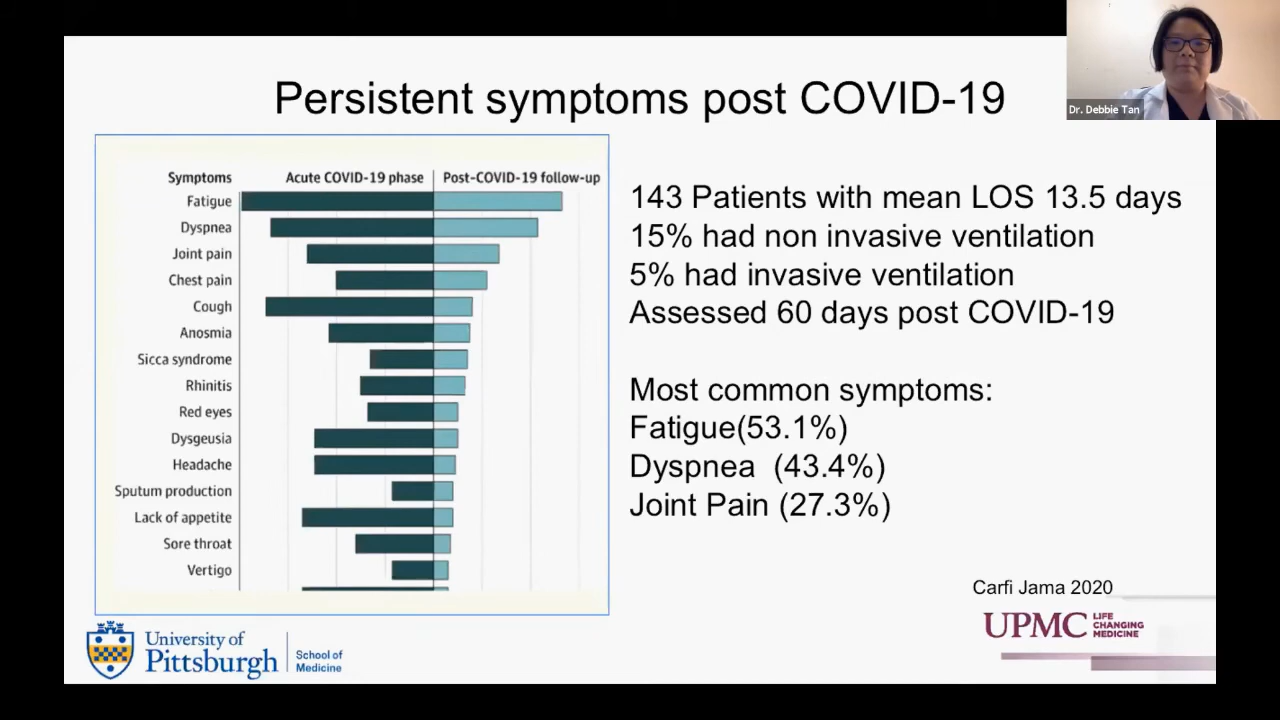 Persistent symptoms post COVID-19
Dr. Debbie Tan
Symptoms Acute COVID-19 phase Post-COVID-19 follow-up
Fatigue
Dyspnea
Joint pain
Chest pain
Cough
Anosmia
Sicca syndrome
Rhinitis
Red eyes
Dysgeusia
Headache
Sputum production
Lack of appetite
Sore throat
Vertigo
143 Patients with mean LOS 13.5 days
15% had non invasive ventilation
5% had invasive ventilation
Assessed 60 days post COVID-19
Most common symptoms:
Fatigue(53.1%)
Dyspnea (43.4%)
Joint Pain (27.3%)
Carfi Jama 2020
University of
Pittsburgh
School of
Medicine
UPMC
LIFE
CHANGING
MEDICINE